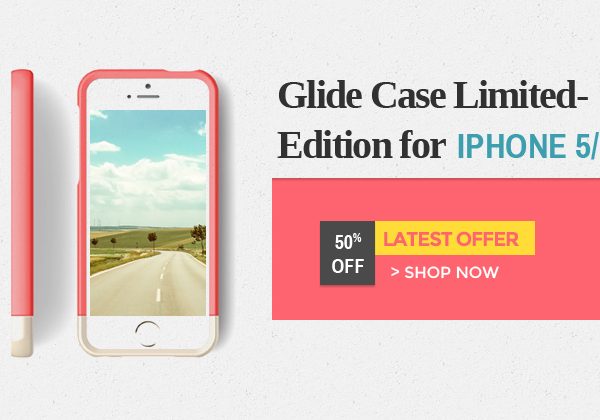 Glide Case Limited-
Edition for IPHONE 5/
50%
OFF
LATEST OFFER
> SHOP NOW